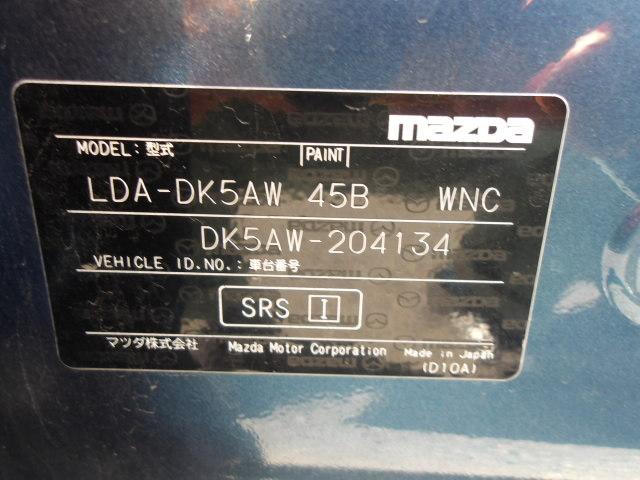 mazda
MODEL : 型式 PAINT
LDA-DK5AW 45B WNC
DK5AW-204134
VEHICLE ID.NO. : 車台番号
SRS I
マツダ株式会社 Mazda Motor Corporation Made in Japan
(D10A)